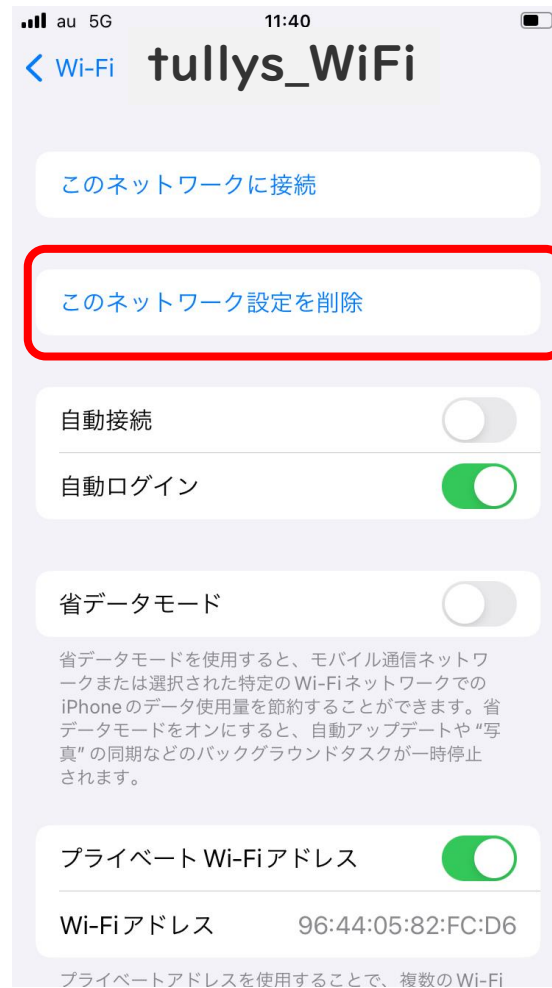 au 5G 11:40
Wi-Fi tullys_WiFi
このネットワークに接続
このネットワーク設定を削除
自動接続
自動ログイン
省データモード
省データモードを使用すると、モバイル通信ネットワ
ークまたは選択された特定のWi-Fiネットワークでの
iPhoneのデータ使用量を節約することができます。省
データモードをオンにすると、自動アップデートや“写
真”の同期などのバックグラウンドタスクが一時停止
されます。
プライベートWi-Fiアドレス
Wi-Fiアドレス 96:44:05:82:FC:D6
プライベートアドレスを使用することで、複数のWi-Fi